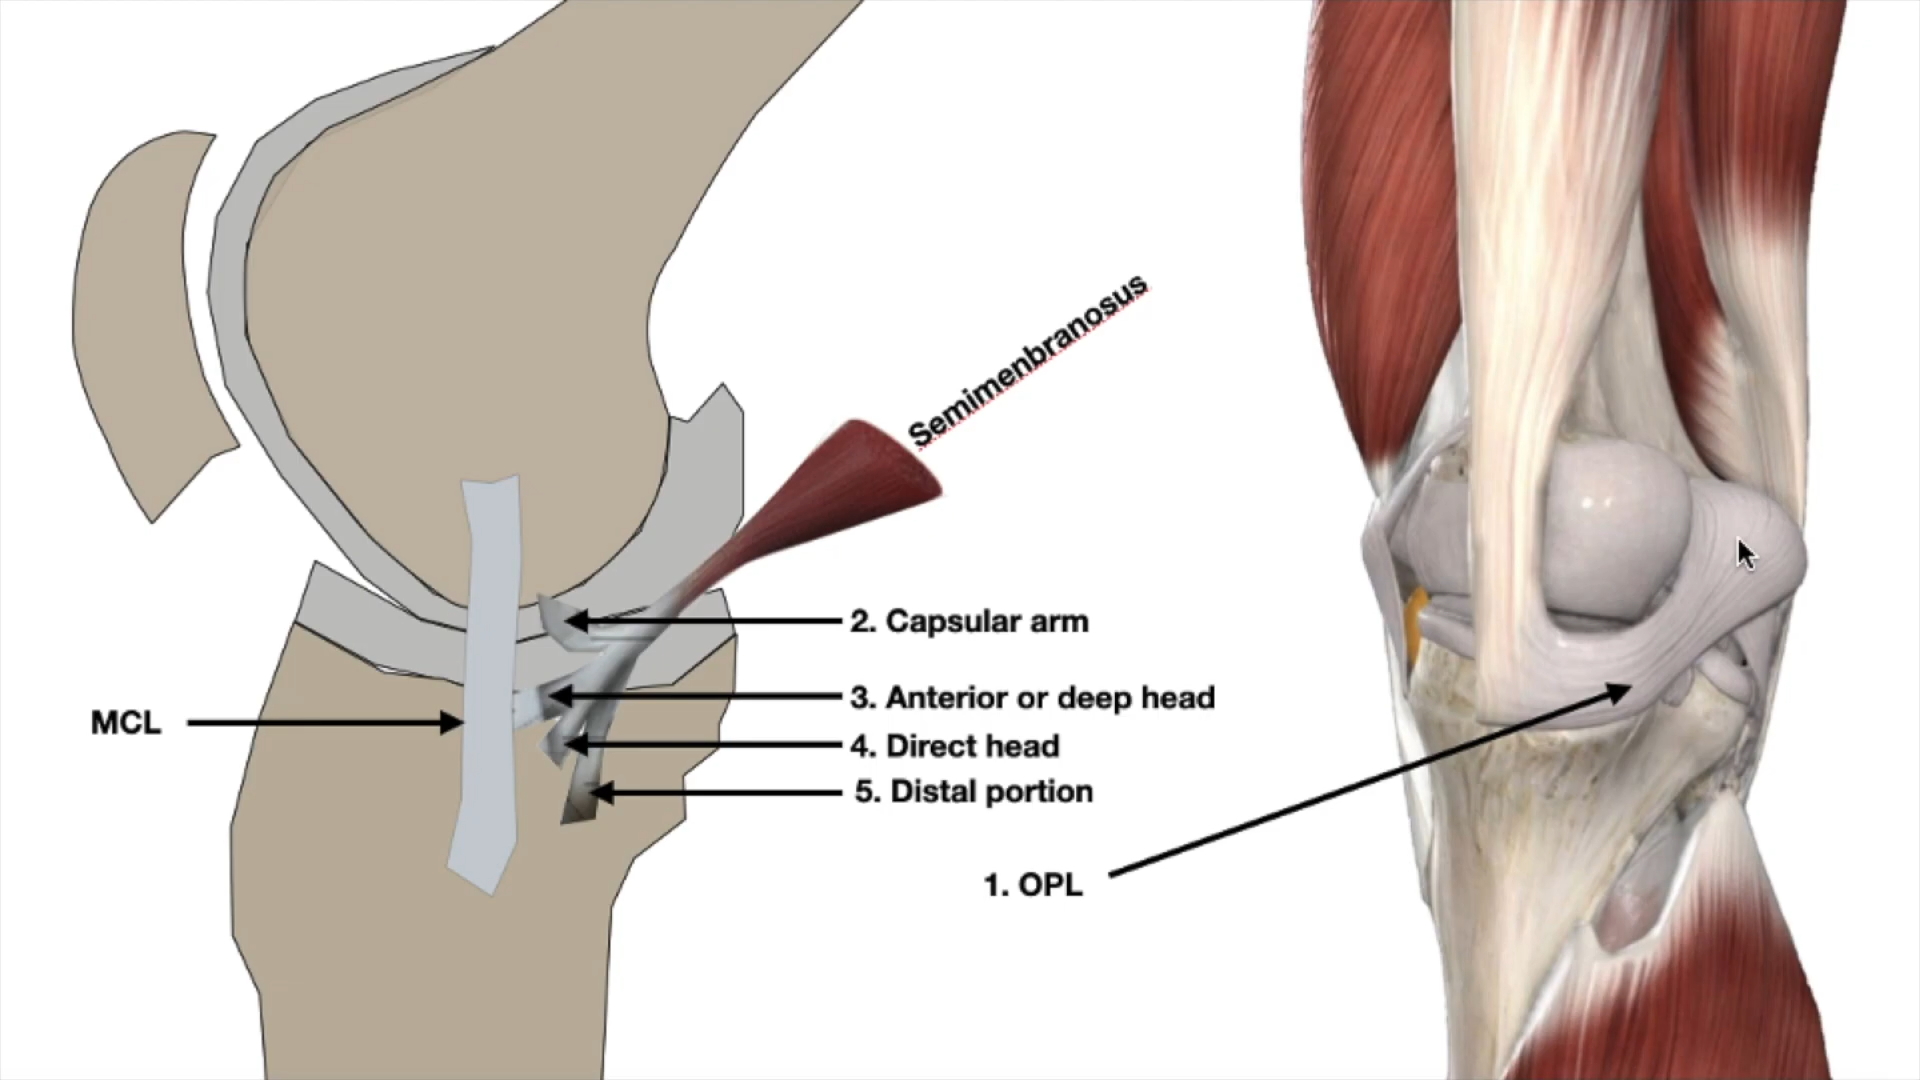 Semimenbranosus
2. Capsular arm
3. Anterior or deep head
MCL
4. Direct head
5. Distal portion
1. OPL